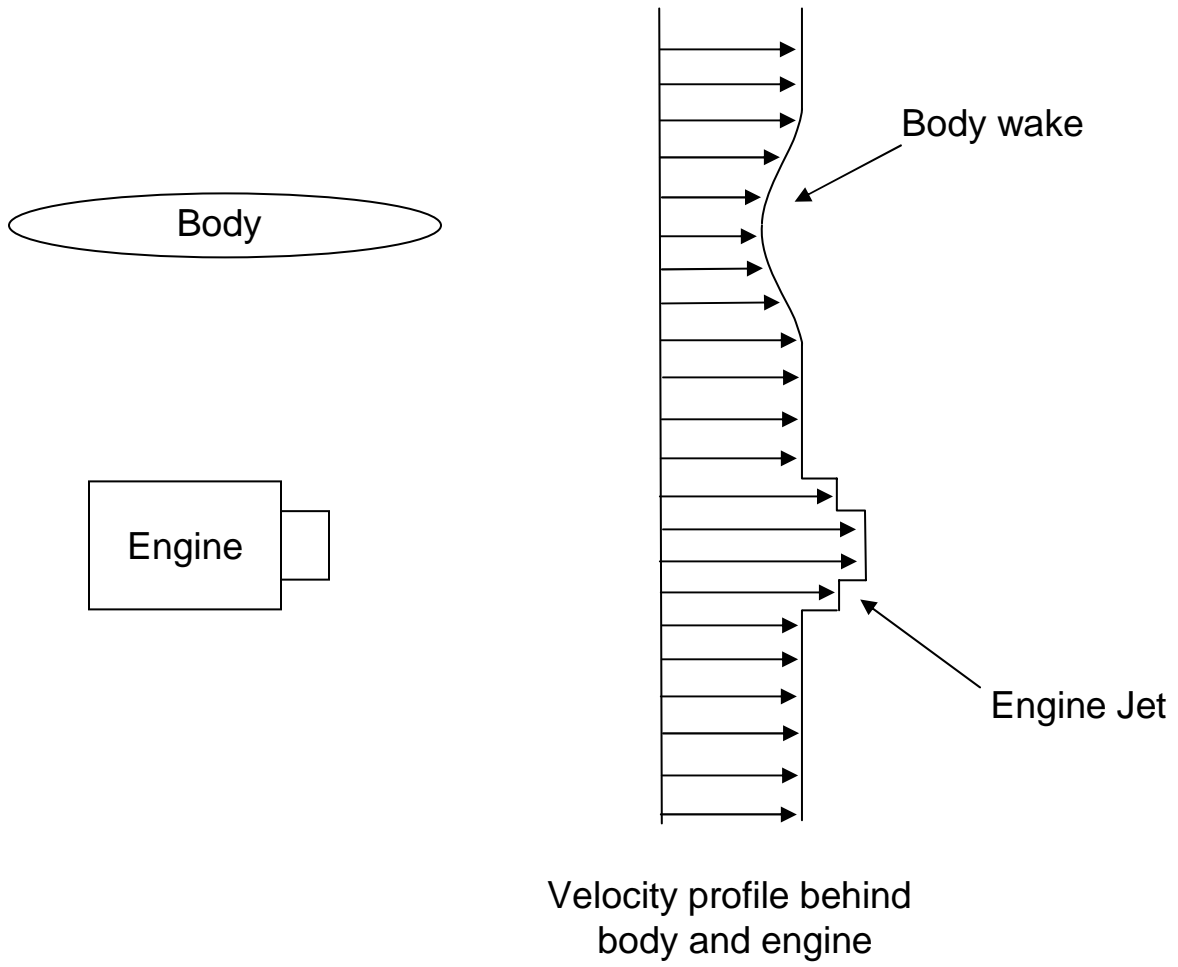 Body wake
Body
Engine
Engine Jet
Velocity profile behind
body and engine